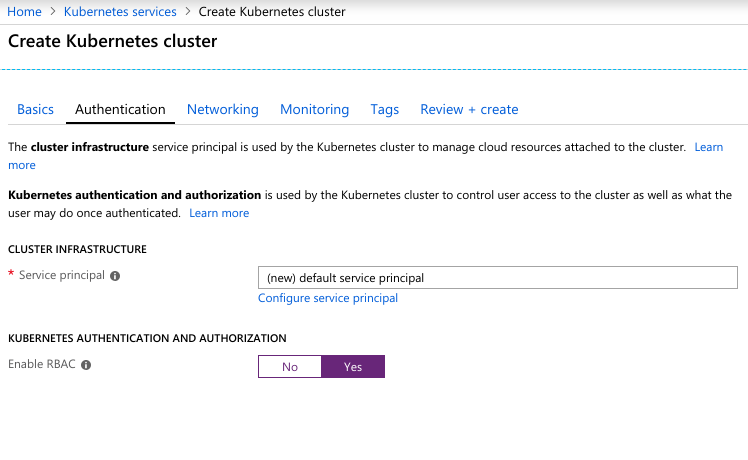 Home > Kubernetes services > Create Kubernetes cluster
Create Kubernetes cluster
Basics Authentication Networking Monitoring Tags Review + create
The cluster infrastructure service principal is used by the Kubernetes cluster to manage cloud resources attached to the cluster. Learn
more
Kubernetes authentication and authorization is used by the Kubernetes cluster to control user access to the cluster as well as what the
user may do once authenticated. Learn more
CLUSTER INFRASTRUCTURE
* Service principal
(new) default service principal
Configure service principal
KUBERNETES AUTHENTICATION AND AUTHORIZATION
Enable RBAC
No Yes